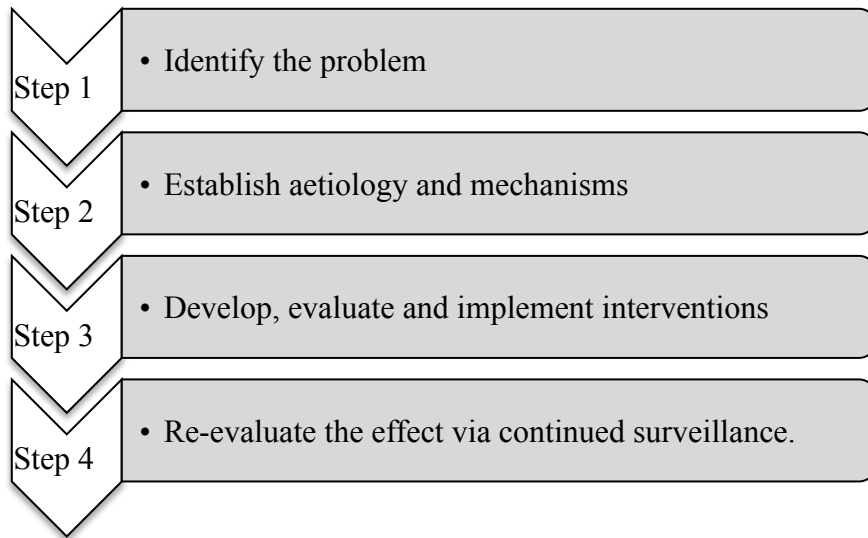 Step 1
• Identify the problem
Step 2
• Establish aetiology and mechanisms
Step 3
• Develop, evaluate and implement interventions
Step 4
• Re-evaluate the effect via continued surveillance.